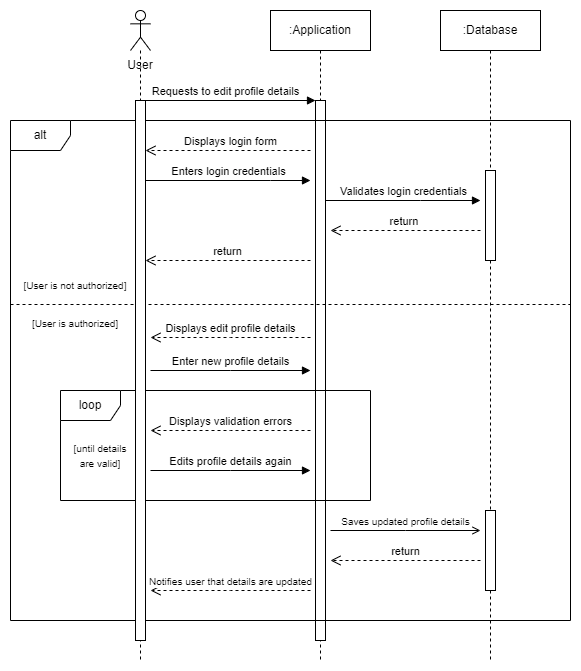 :Application
:Database
User
Requests to edit profile details
alt
Displays login form
Enters login credentials
Validates login credentials
return
return
[User is not authorized]
[User is authorized]
Displays edit profile details
Enter new profile details
loop
Displays validation errors
[until details
are valid]
Edits profile details again
Saves updated profile details
return
Notifies user that details are updated